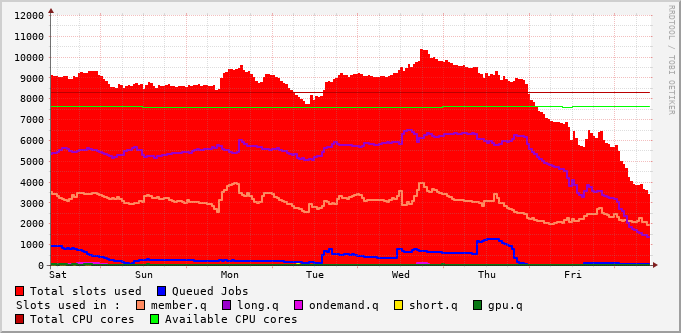 12000
11000
10000
9000
8000
7000
6000
5000
4000
3000
2000
1000
0
Sat Sun Mon Tue Wed Thu Fri
RRDTOOL / TOBI OETIKER
Total slots used Queued Jobs
Slots used in : member.q long.q ondemand.q short.q gpu.q
Total CPU cores Available CPU cores